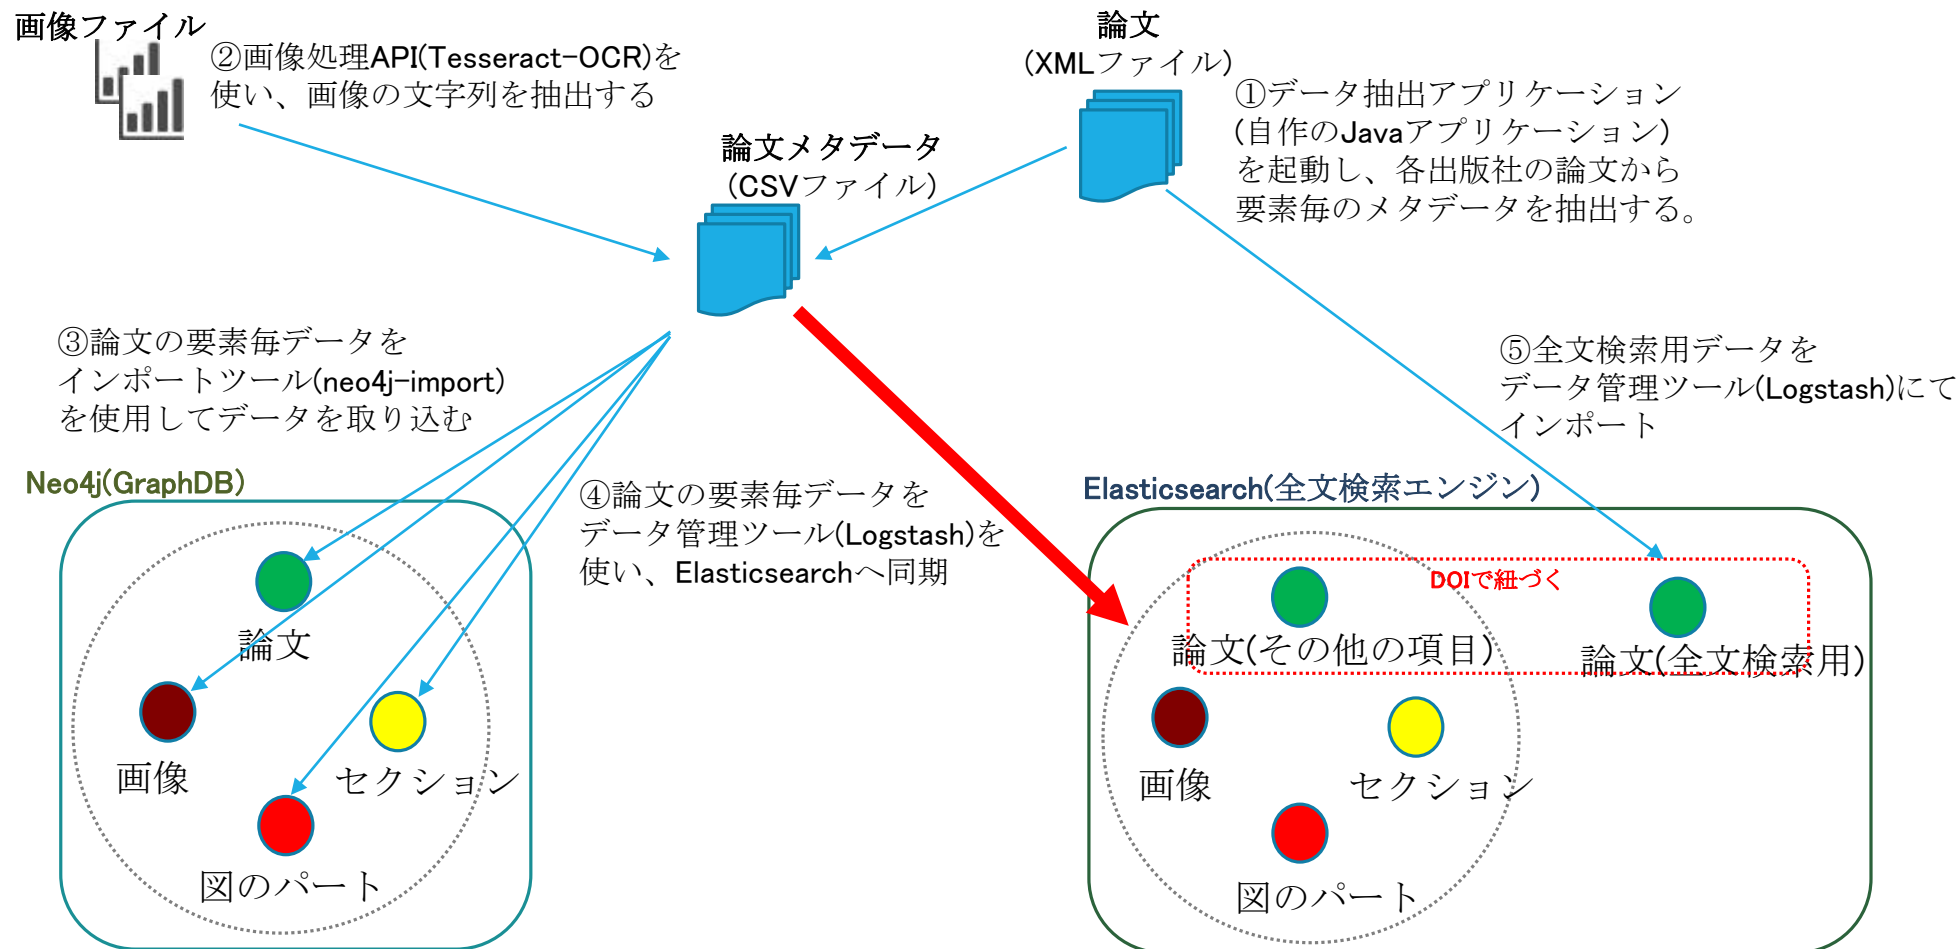 画像ファイル
②画像処理API(Tesseract-OCR)を
使い、画像の文字列を抽出する
論文
(XMLファイル)
①データ抽出アプリケーション
(自作のJavaアプリケーション)
を起動し、各出版社の論文から
要素毎のメタデータを抽出する。
論文メタデータ
(CSVファイル)
③論文の要素毎データを
インポートツール(neo4j-import)
を使用してデータを取り込む
⑤全文検索用データを
データ管理ツール(Logstash)にて
インポート
Neo4j(GraphDB)
④論文の要素毎データを
データ管理ツール(Logstash)を
使い、Elasticsearchへ同期
Elasticsearch(全文検索エンジン)
論文
画像
セクション
図のパート
DOIで紐づく
論文(その他の項目)
論文(全文検索用)
画像
セクション
図のパート